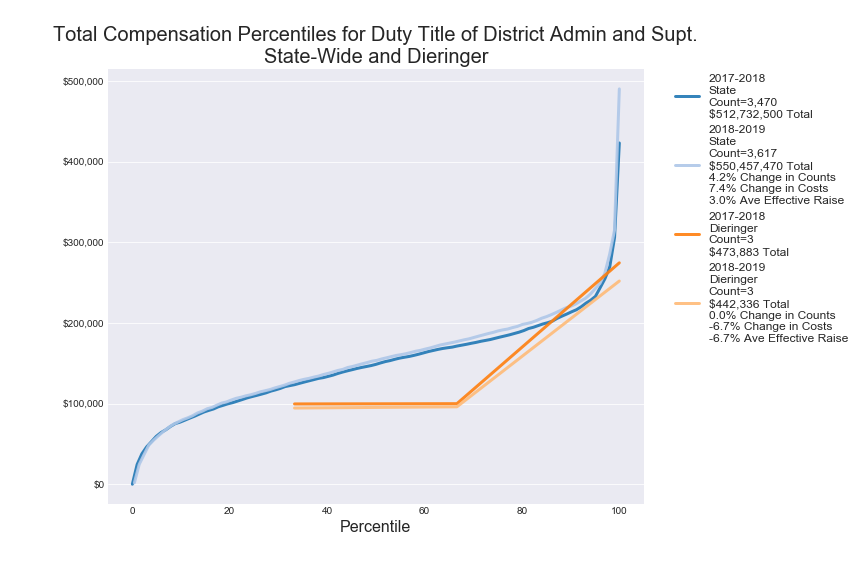 Total Compensation Percentiles for Duty Title of District Admin and Supt.
State-Wide and Dieringer
$500,000
$400,000
$300,000
$200,000
$100,000
$0
0
20
40
60
80
100
Percentile
2017-2018
State
Count=3,470
$512,732,500 Total
2018-2019
State
Count=3,617
$550,457,470 Total
4.2% Change in Counts
7.4% Change in Costs
3.0% Ave Effective Raise
2017-2018
Dieringer
Count=3
$473,883 Total
2018-2019
Dieringer
Count=3
$442,336 Total
0.0% Change in Counts
-6.7% Change in Costs
-6.7% Ave Effective Raise